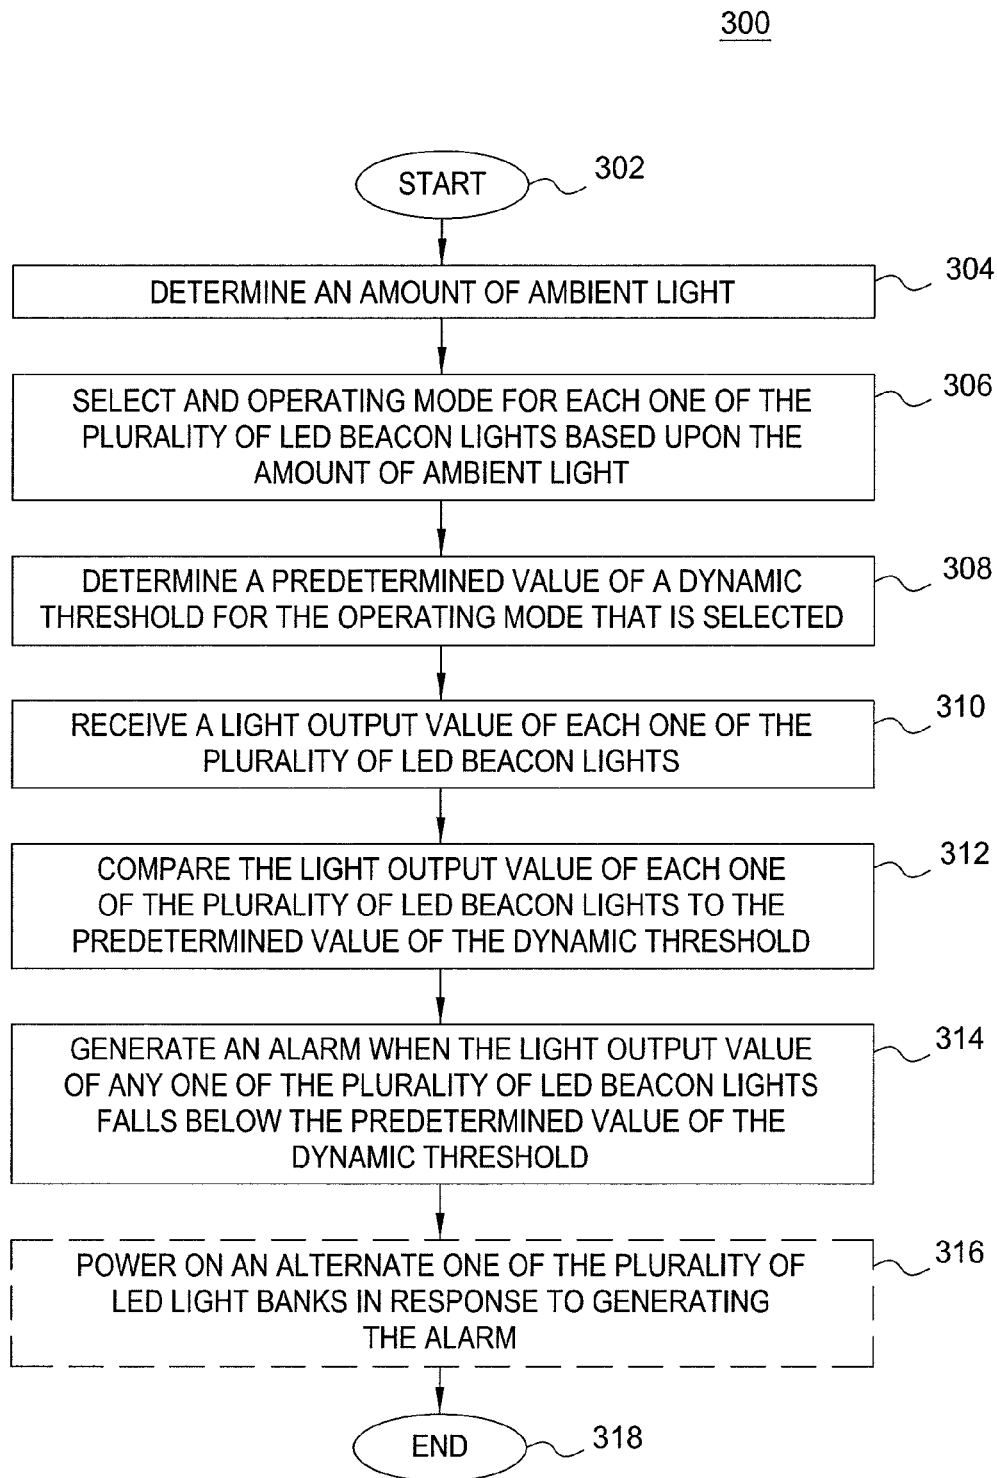 300
START
302
DETERMINE AN AMOUNT OF AMBIENT LIGHT
304
SELECT AND OPERATING MODE FOR EACH ONE OF THE
PLURALITY OF LED BEACON LIGHTS BASED UPON THE
AMOUNT OF AMBIENT LIGHT
306
DETERMINE A PREDETERMINED VALUE OF A DYNAMIC
THRESHOLD FOR THE OPERATING MODE THAT IS SELECTED
308
RECEIVE A LIGHT OUTPUT VALUE OF EACH ONE OF THE
PLURALITY OF LED BEACON LIGHTS
310
COMPARE THE LIGHT OUTPUT VALUE OF EACH ONE
OF THE PLURALITY OF LED BEACON LIGHTS TO THE
PREDETERMINED VALUE OF THE DYNAMIC THRESHOLD
312
GENERATE AN ALARM WHEN THE LIGHT OUTPUT VALUE
OF ANY ONE OF THE PLURALITY OF LED BEACON LIGHTS
FALLS BELOW THE PREDETERMINED VALUE OF THE
DYNAMIC THRESHOLD
314
POWER ON AN ALTERNATE ONE OF THE PLURALITY OF
LED LIGHT BANKS IN RESPONSE TO GENERATING
THE ALARM
316
END
318